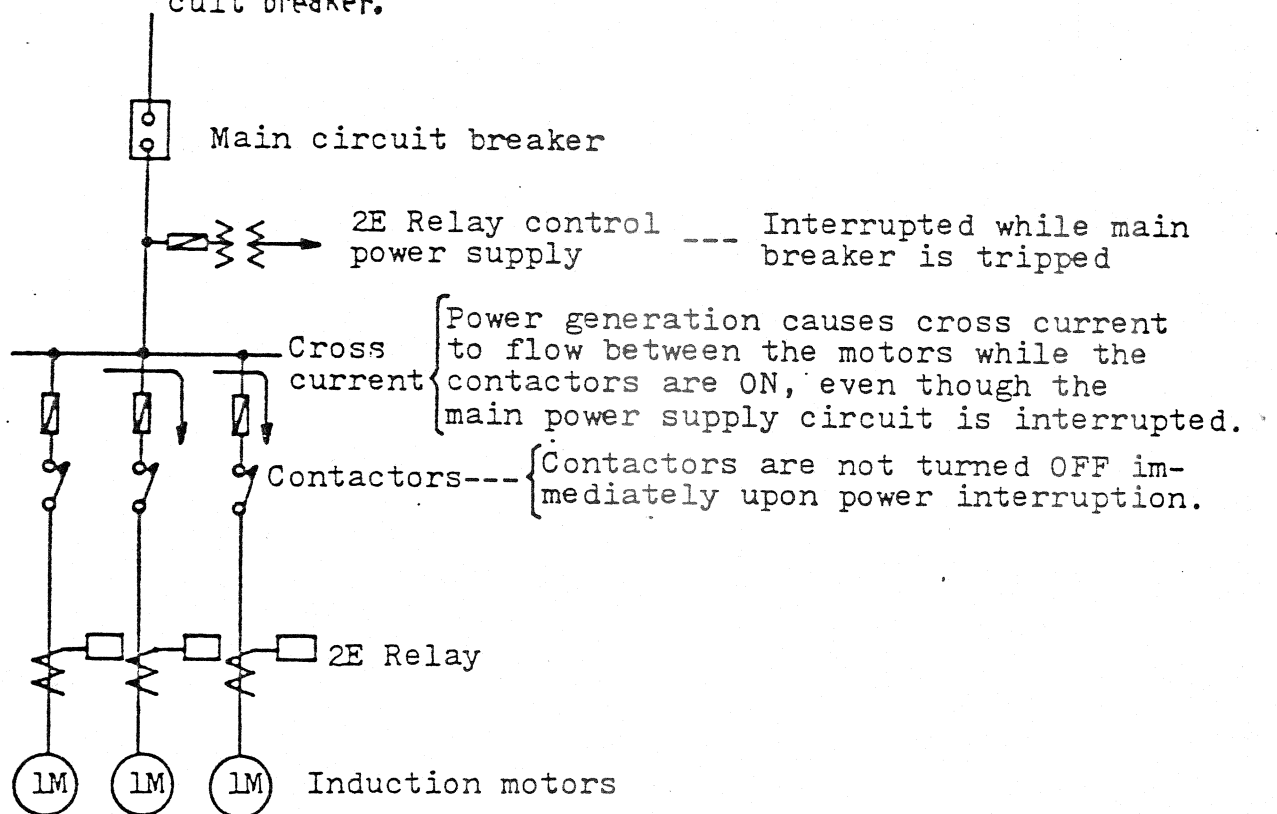 cuit breaker.
Main circuit breaker
2E Relay control
power supply
--- Interrupted while main
breaker is tripped
Cross
current
Power generation causes cross current
to flow between the motors while the
contactors are ON, even though the
main power supply circuit is interrupted.
Contactors---
Contactors are not turned OFF im-
mediately upon power interruption.
2E Relay
1M 1M 1M Induction motors